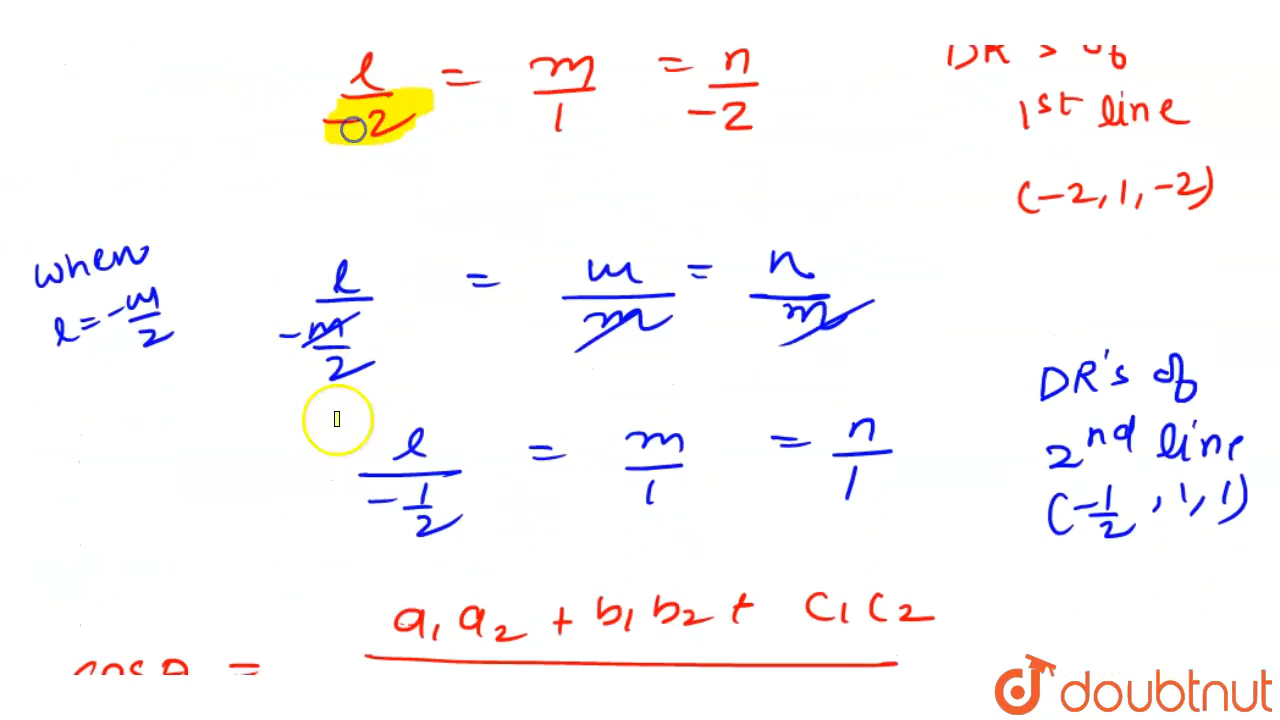 l/-2 = m/1 = n/-2
DR's of
1st line
(-2, 1, -2)
when
l = -m/2
l/(-m/2) = m/m = n/m
l/(-1/2) = m/1 = n/1
DR's of
2nd line
(-1/2, 1, 1)
a₁a₂ + b₁b₂ + c₁c₂
cos θ =
doubtnut